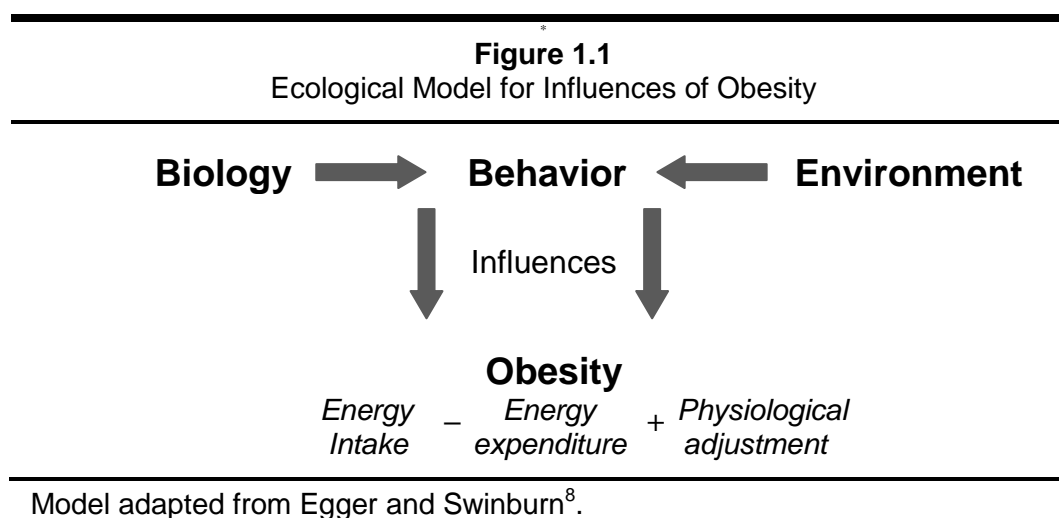 *
Figure 1.1
Ecological Model for Influences of Obesity
Biology Behavior Environment
Influences
Obesity
Energy Intake – Energy expenditure + Physiological adjustment
Model adapted from Egger and Swinburn⁸.